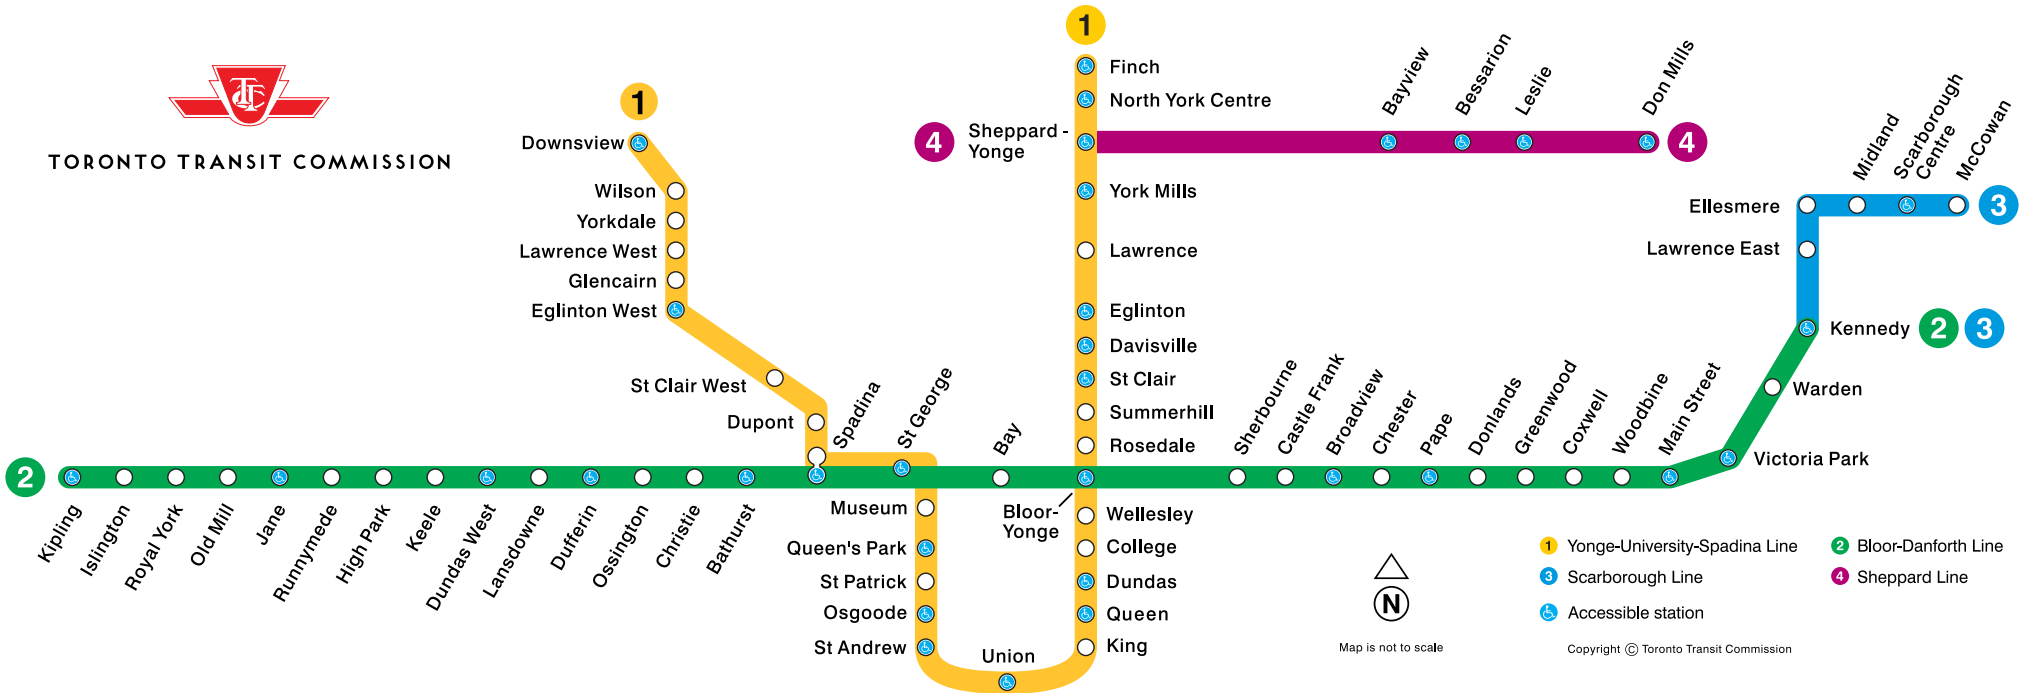 TTC
TORONTO TRANSIT COMMISSION
1
Downsview
Wilson
Yorkdale
Lawrence West
Glencairn
Eglinton West
St Clair West
Dupont
Spadina
St George
Museum
Queen's Park
St Patrick
Osgoode
St Andrew
Union
1
Finch
North York Centre
Sheppard -
Yonge
York Mills
Lawrence
Eglinton
Davisville
St Clair
Summerhill
Rosedale
Bloor-
Yonge
Wellesley
College
Dundas
Queen
King
4
Bayview
Bessarion
Leslie
Don Mills
4
2
Kipling
Islington
Royal York
Old Mill
Jane
Runnymede
High Park
Keele
Dundas West
Lansdowne
Dufferin
Ossington
Christie
Bathurst
Bay
Sherbourne
Castle Frank
Broadview
Chester
Pape
Donlands
Greenwood
Coxwell
Woodbine
Main Street
Victoria Park
Warden
Kennedy
2
3
Lawrence East
Ellesmere
Midland
Scarborough
Centre
McCowan
3
N
Map is not to scale
1 Yonge-University-Spadina Line
2 Bloor-Danforth Line
3 Scarborough Line
4 Sheppard Line
Accessible station
Copyright © Toronto Transit Commission